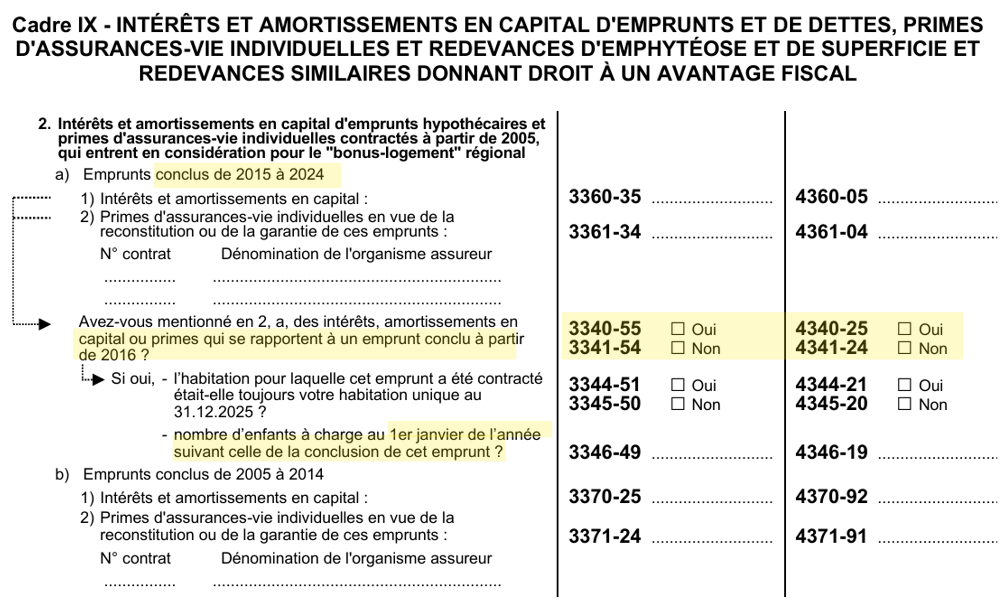 Cadre IX - INTÉRÊTS ET AMORTISSEMENTS EN CAPITAL D'EMPRUNTS ET DE DETTES, PRIMES
D'ASSURANCES-VIE INDIVIDUELLES ET REDEVANCES D'EMPHYTÉOSE ET DE SUPERFICIE ET
REDEVANCES SIMILAIRES DONNANT DROIT À UN AVANTAGE FISCAL
2. Intérêts et amortissements en capital d'emprunts hypothécaires et
primes d'assurances-vie individuelles contractés à partir de 2005,
qui entrent en considération pour le "bonus-logement" régional
a) Emprunts conclus de 2015 à 2024
1) Intérêts et amortissements en capital : 3360-35 .......................... 4360-05 ..........................
2) Primes d'assurances-vie individuelles en vue de la
reconstitution ou de la garantie de ces emprunts : 3361-34 .......................... 4361-04 ..........................
N° contrat Dénomination de l'organisme assureur
................ ................................................................
................ ................................................................
Avez-vous mentionné en 2, a, des intérêts, amortissements en
capital ou primes qui se rapportent à un emprunt conclu à partir 3340-55 ☐ Oui 4340-25 ☐ Oui
de 2016 ? 3341-54 ☐ Non 4341-24 ☐ Non
Si oui, - l'habitation pour laquelle cet emprunt a été contracté 3344-51 ☐ Oui 4344-21 ☐ Oui
était-elle toujours votre habitation unique au 3345-50 ☐ Non 4345-20 ☐ Non
31.12.2025 ?
- nombre d'enfants à charge au 1er janvier de l'année
suivant celle de la conclusion de cet emprunt ? 3346-49 .......................... 4346-19 ..........................
b) Emprunts conclus de 2005 à 2014
1) Intérêts et amortissements en capital : 3370-25 .......................... 4370-92 ..........................
2) Primes d'assurances-vie individuelles en vue de la
reconstitution ou de la garantie de ces emprunts : 3371-24 .......................... 4371-91 ..........................
N° contrat Dénomination de l'organisme assureur
................ ................................................................